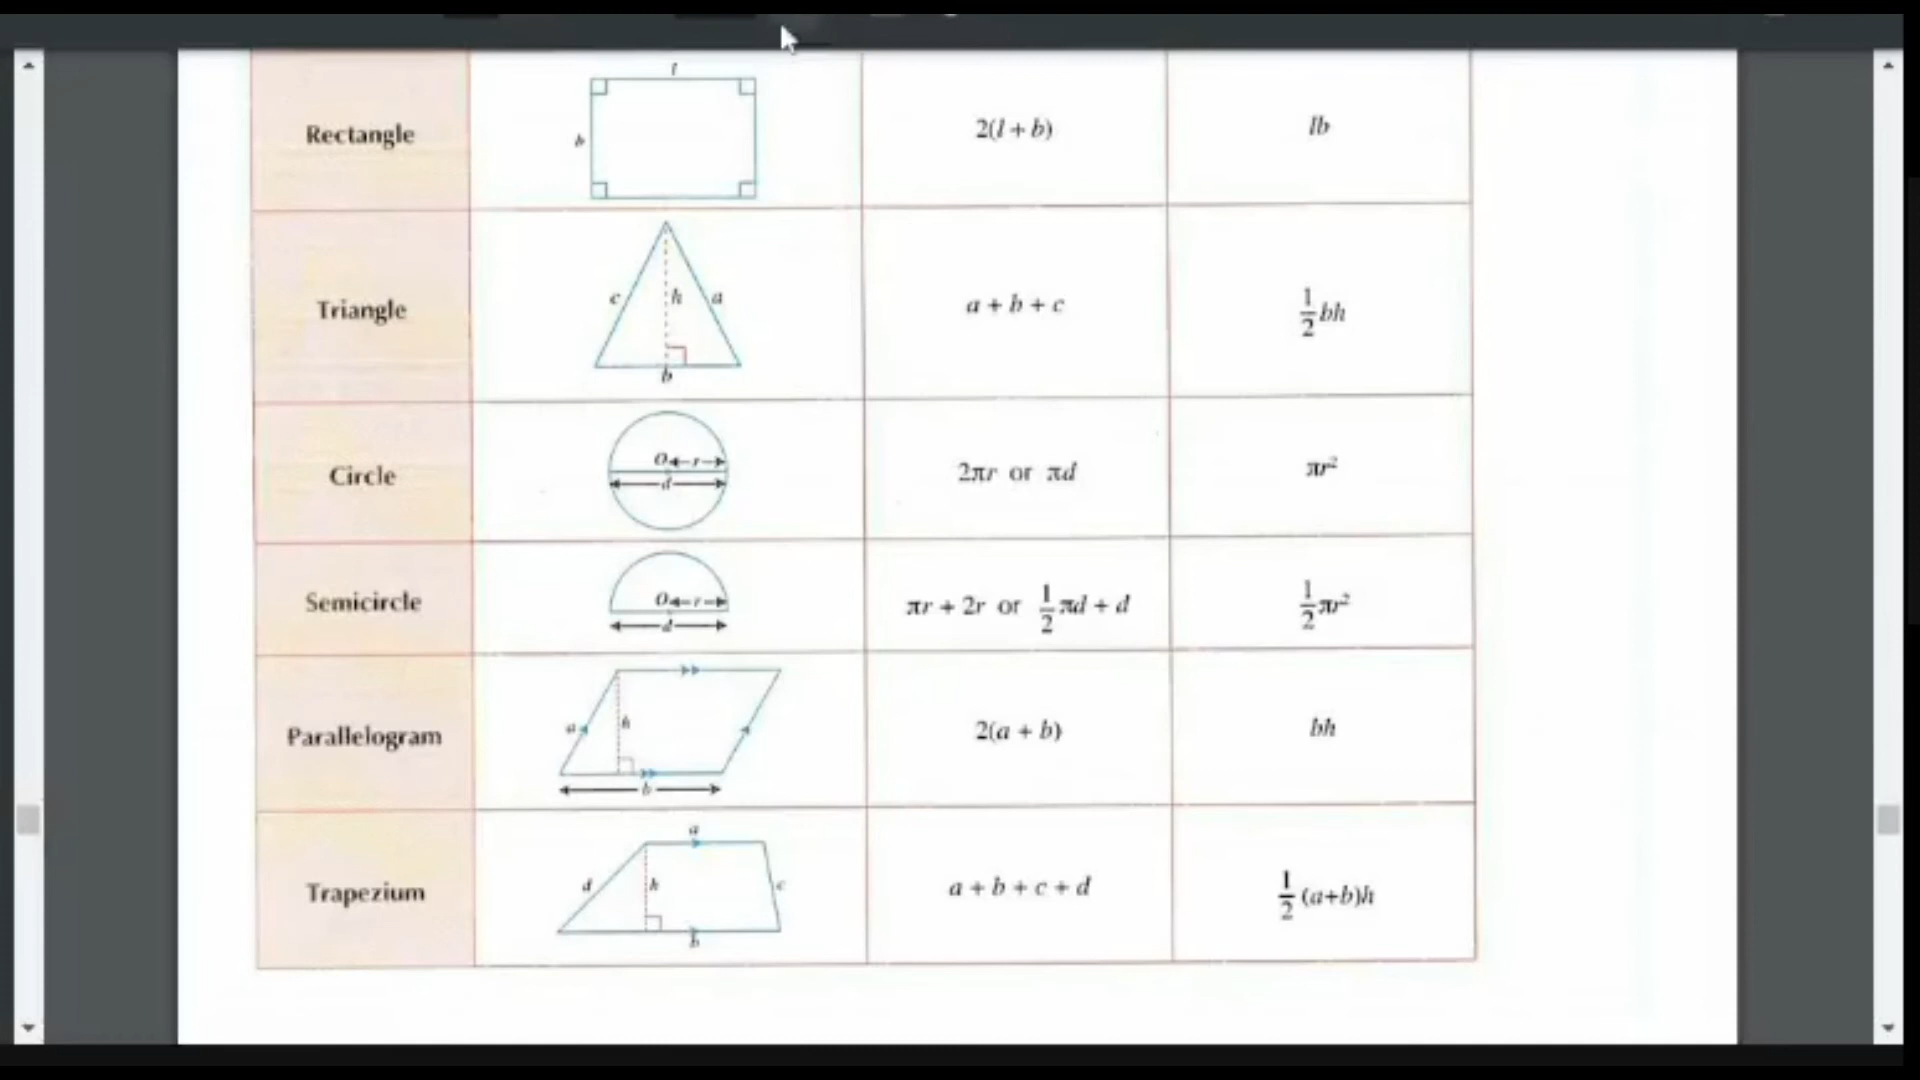 l
b
Rectangle
2(l + b)
lb
c h a
b
Triangle
a + b + c
1/2 bh
O r
d
Circle
2πr or πd
πr²
O r
d
Semicircle
πr + 2r or 1/2 πd + d
1/2 πr²
a h
b
Parallelogram
2(a + b)
bh
a
d h c
b
Trapezium
a + b + c + d
1/2 (a+b)h